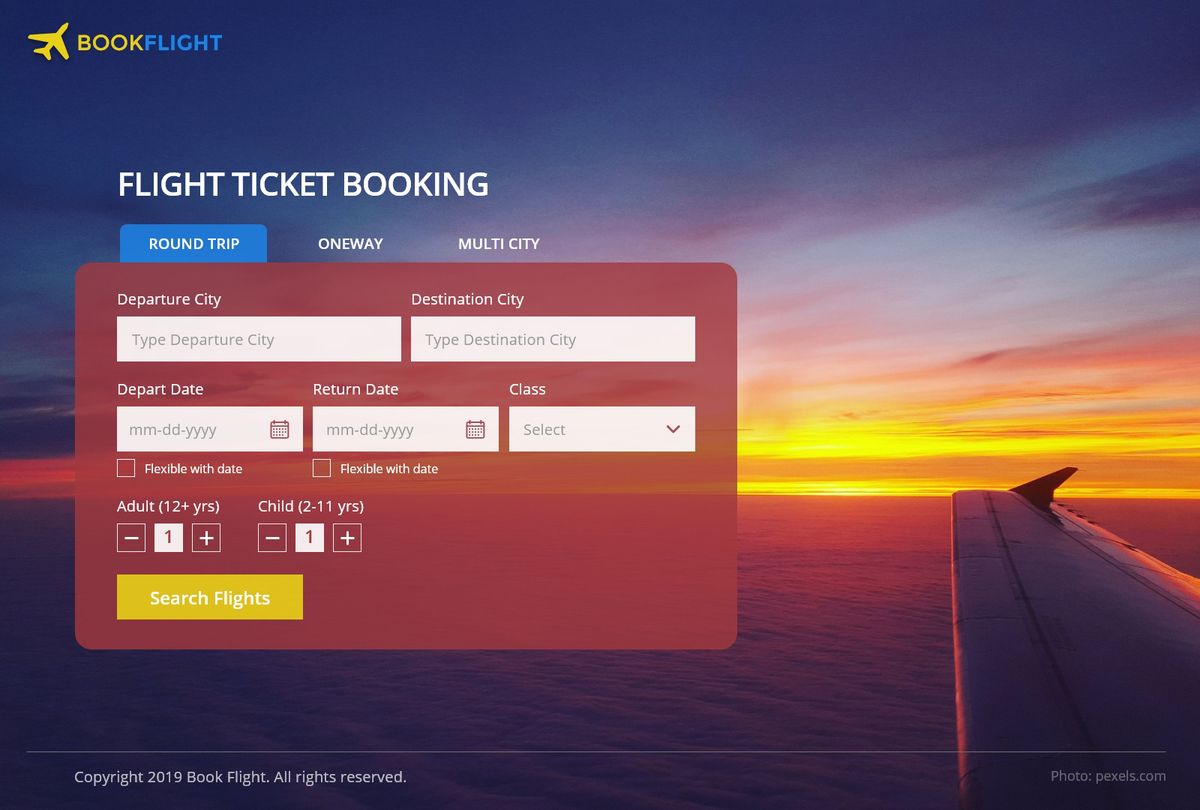 BOOKFLIGHT
FLIGHT TICKET BOOKING
ROUND TRIP ONEWAY MULTI CITY
Departure City Destination City
Type Departure City Type Destination City
Depart Date Return Date Class
mm-dd-yyyy mm-dd-yyyy Select
Flexible with date Flexible with date
Adult (12+ yrs) Child (2-11 yrs)
− 1 + − 1 +
Search Flights
Copyright 2019 Book Flight. All rights reserved. Photo: pexels.com